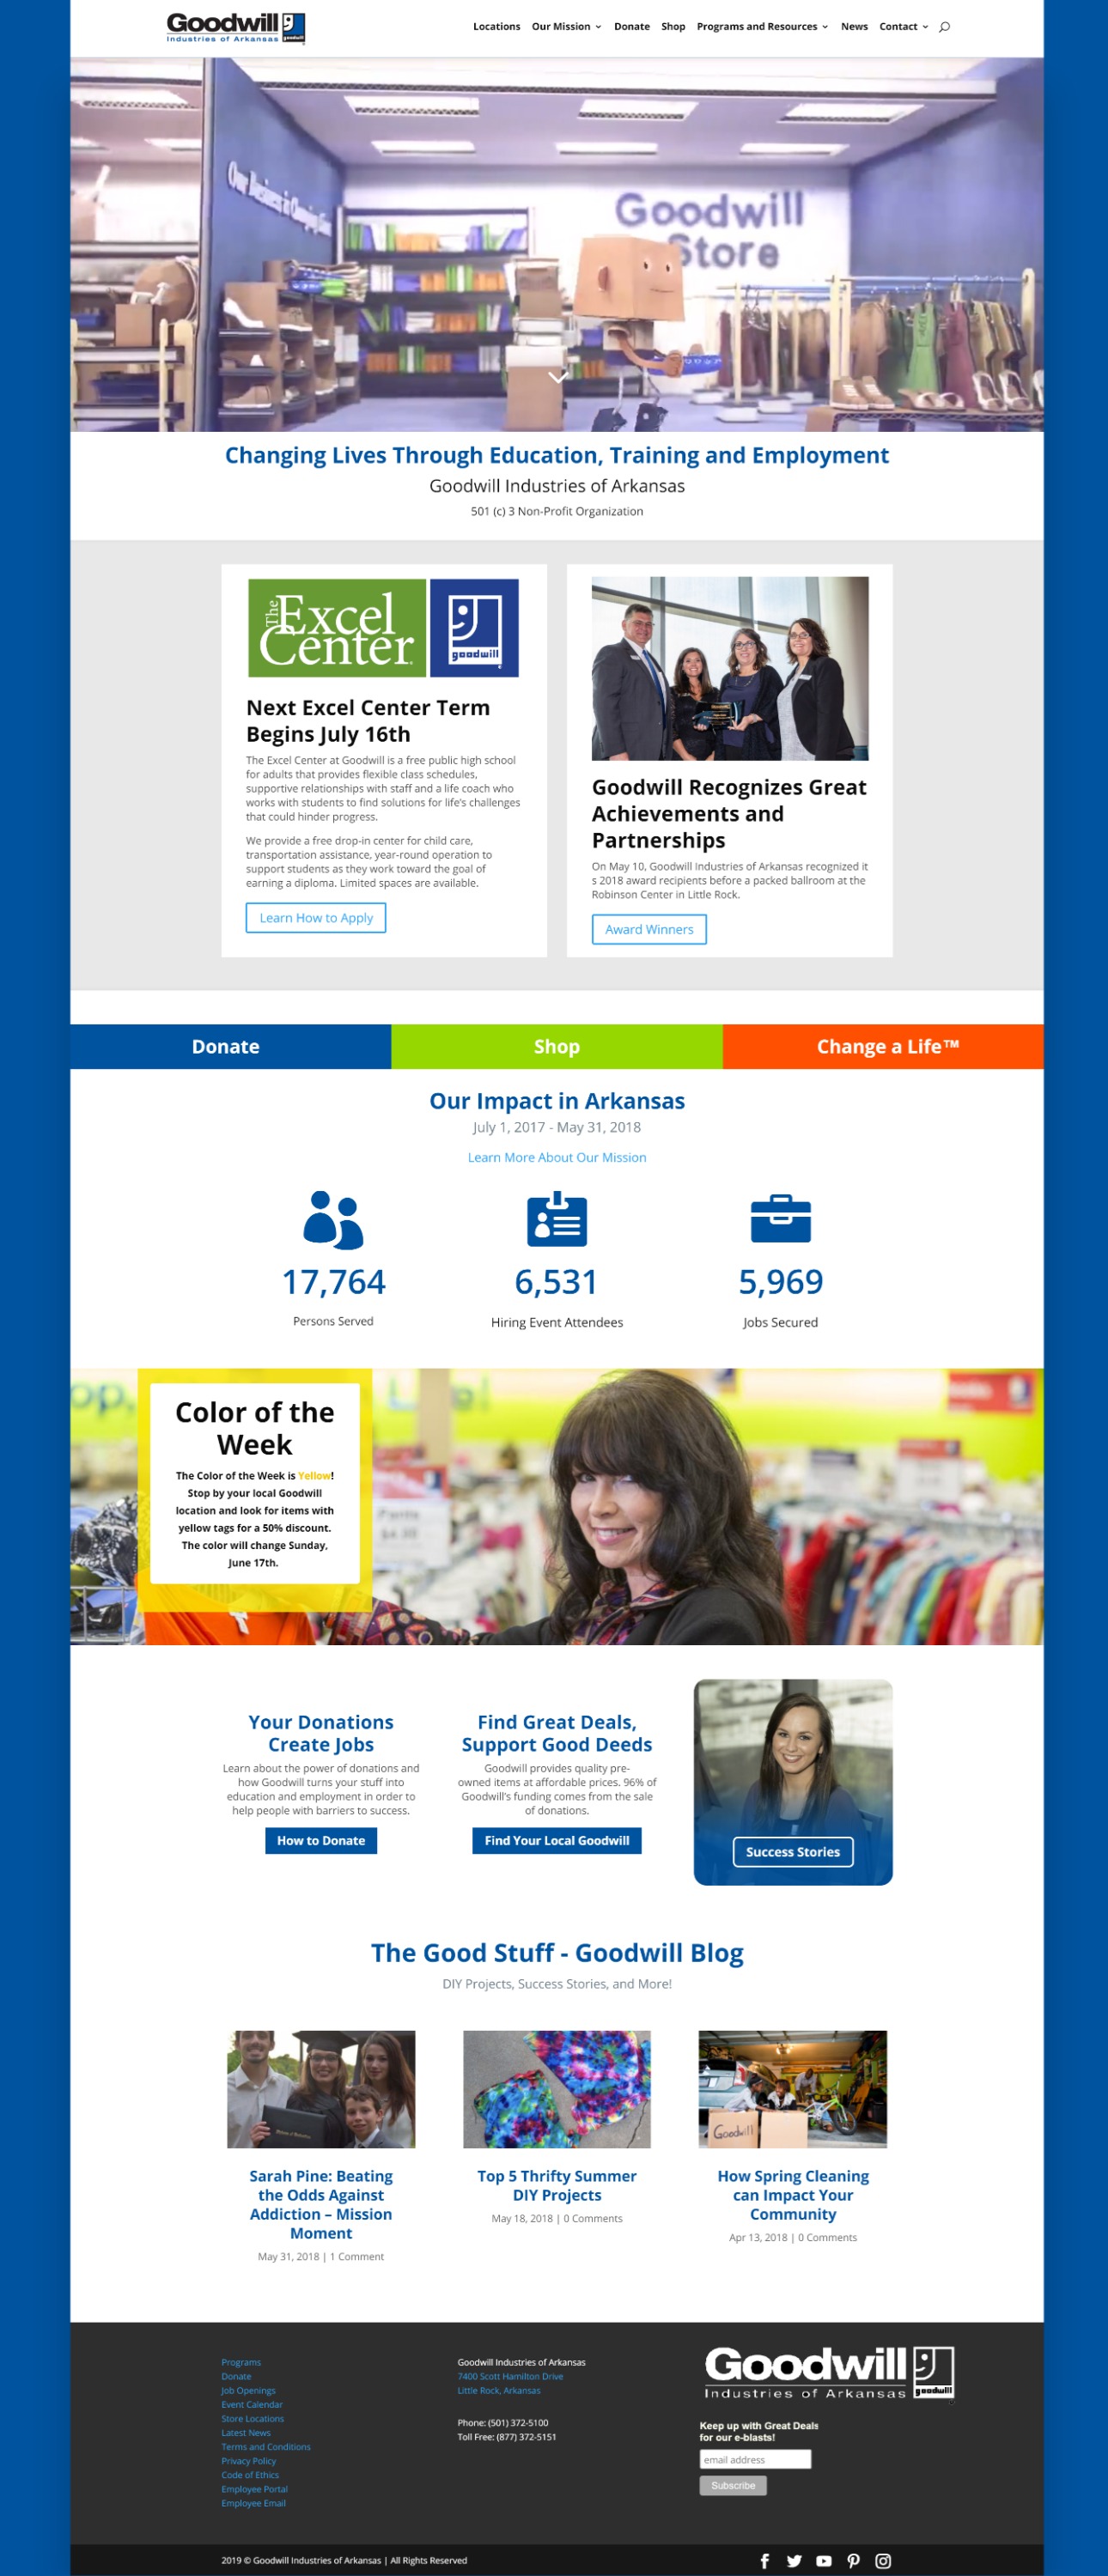 Goodwill
Industries of Arkansas
goodwill
Locations
Our Mission
Donate
Shop
Programs and Resources
News
Contact
Our Business is Changing
Goodwill
Store
Changing Lives Through Education, Training and Employment
Goodwill Industries of Arkansas
501 (c) 3 Non-Profit Organization
The Excel
Center
goodwill
Next Excel Center Term
Begins July 16th
The Excel Center at Goodwill is a free public high school
for adults that provides flexible class schedules,
supportive relationships with staff and a life coach who
works with students to find solutions for life's challenges
that could hinder progress.
We provide a free drop-in center for child care,
transportation assistance, year-round operation to
support students as they work toward the goal of
earning a diploma. Limited spaces are available.
Learn How to Apply
Goodwill Recognizes Great
Achievements and
Partnerships
On May 10, Goodwill Industries of Arkansas recognized it
s 2018 award recipients before a packed ballroom at the
Robinson Center in Little Rock.
Award Winners
Donate
Shop
Change a Life™
Our Impact in Arkansas
July 1, 2017 - May 31, 2018
Learn More About Our Mission
17,764
Persons Served
6,531
Hiring Event Attendees
5,969
Jobs Secured
op,
Color of the
Week
The Color of the Week is Yellow!
Stop by your local Goodwill
location and look for items with
yellow tags for a 50% discount.
The color will change Sunday,
June 17th.
Pants
Your Donations
Create Jobs
Learn about the power of donations and
how Goodwill turns your stuff into
education and employment in order to
help people with barriers to success.
How to Donate
Find Great Deals,
Support Good Deeds
Goodwill provides quality pre-
owned items at affordable prices. 96% of
Goodwill's funding comes from the sale
of donations.
Find Your Local Goodwill
Success Stories
The Good Stuff - Goodwill Blog
DIY Projects, Success Stories, and More!
Sarah Pine: Beating
the Odds Against
Addiction – Mission
Moment
May 31, 2018 | 1 Comment
Top 5 Thrifty Summer
DIY Projects
May 18, 2018 | 0 Comments
Goodwill
How Spring Cleaning
can Impact Your
Community
Apr 13, 2018 | 0 Comments
Programs
Donate
Job Openings
Event Calendar
Store Locations
Latest News
Terms and Conditions
Privacy Policy
Code of Ethics
Employee Portal
Employee Email
Goodwill Industries of Arkansas
7400 Scott Hamilton Drive
Little Rock, Arkansas
Phone: (501) 372-5100
Toll Free: (877) 372-5151
Goodwill
Industries of Arkansas
goodwill
Keep up with Great Deals
for our e-blasts!
email address
Subscribe
2019 © Goodwill Industries of Arkansas | All Rights Reserved